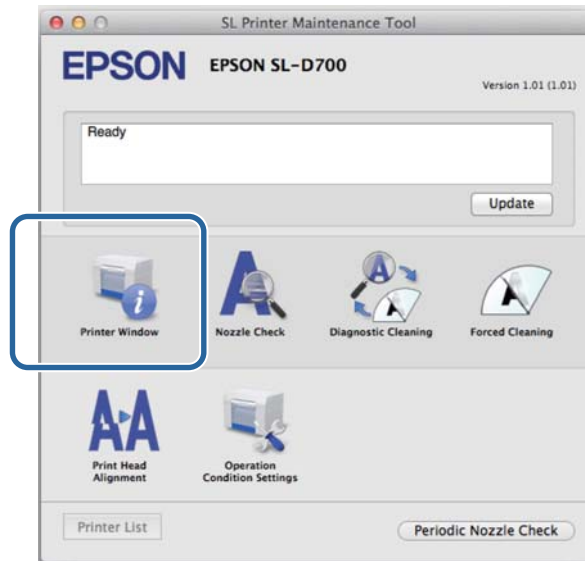 SL Printer Maintenance Tool
EPSON EPSON SL-D700
Version 1.01 (1.01)
Ready
Update
Printer Window Nozzle Check Diagnostic Cleaning Forced Cleaning
Print Head Operation
Alignment Condition Settings
Printer List Periodic Nozzle Check